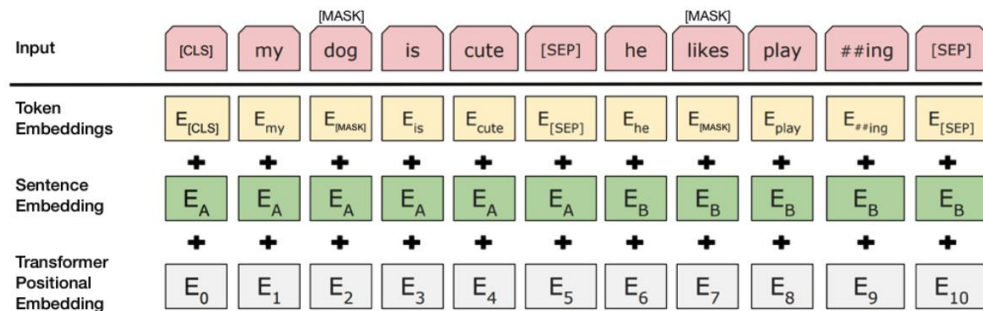 [MASK] [MASK]
Input [CLS] my dog is cute [SEP] he likes play ##ing [SEP]
Token
Embeddings E[CLS] Emy E[MASK] Eis Ecute E[SEP] Ehe E[MASK] Eplay E##ing E[SEP]
+ + + + + + + + + + +
Sentence
Embedding EA EA EA EA EA EA EB EB EB EB EB
+ + + + + + + + + + +
Transformer
Positional
Embedding E0 E1 E2 E3 E4 E5 E6 E7 E8 E9 E10